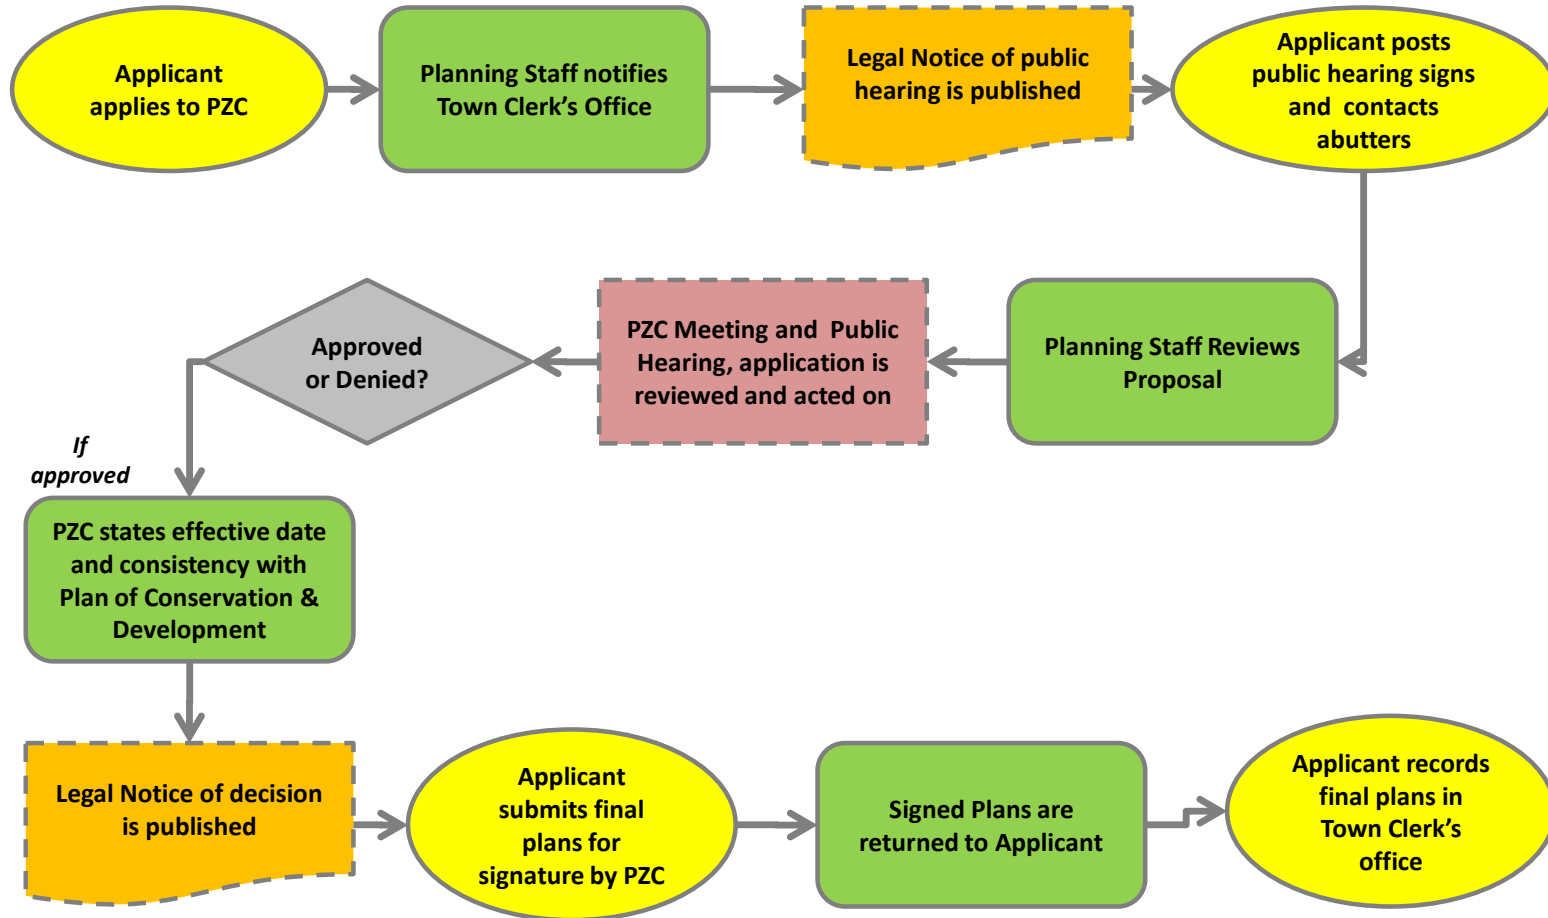 Applicant
applies to PZC
Planning Staff notifies
Town Clerk’s Office
Legal Notice of public
hearing is published
Applicant posts
public hearing signs
and contacts
abutters
Planning Staff Reviews
Proposal
PZC Meeting and Public
Hearing, application is
reviewed and acted on
Approved
or Denied?
If
approved
PZC states effective date
and consistency with
Plan of Conservation &
Development
Legal Notice of decision
is published
Applicant
submits final
plans for
signature by PZC
Signed Plans are
returned to Applicant
Applicant records
final plans in
Town Clerk’s
office